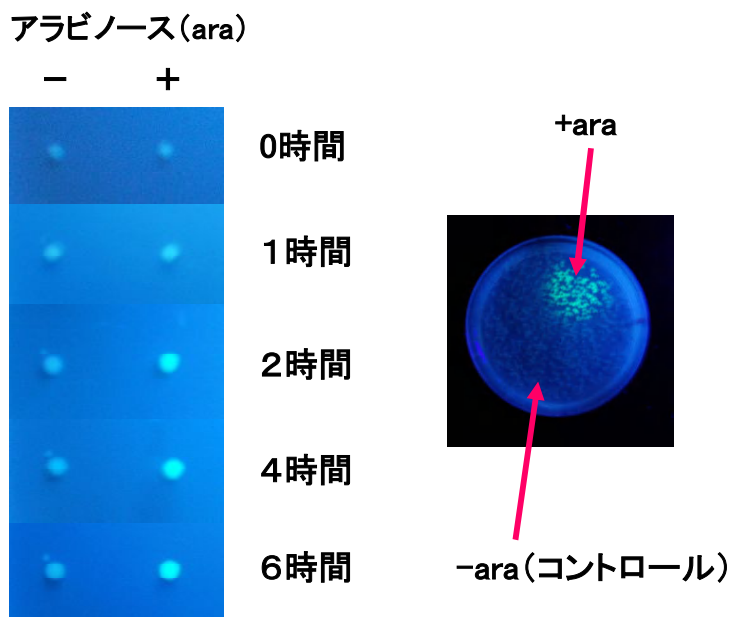 アラビノース(ara)
− +
0時間
1時間
2時間
4時間
6時間
+ara
−ara(コントロール)